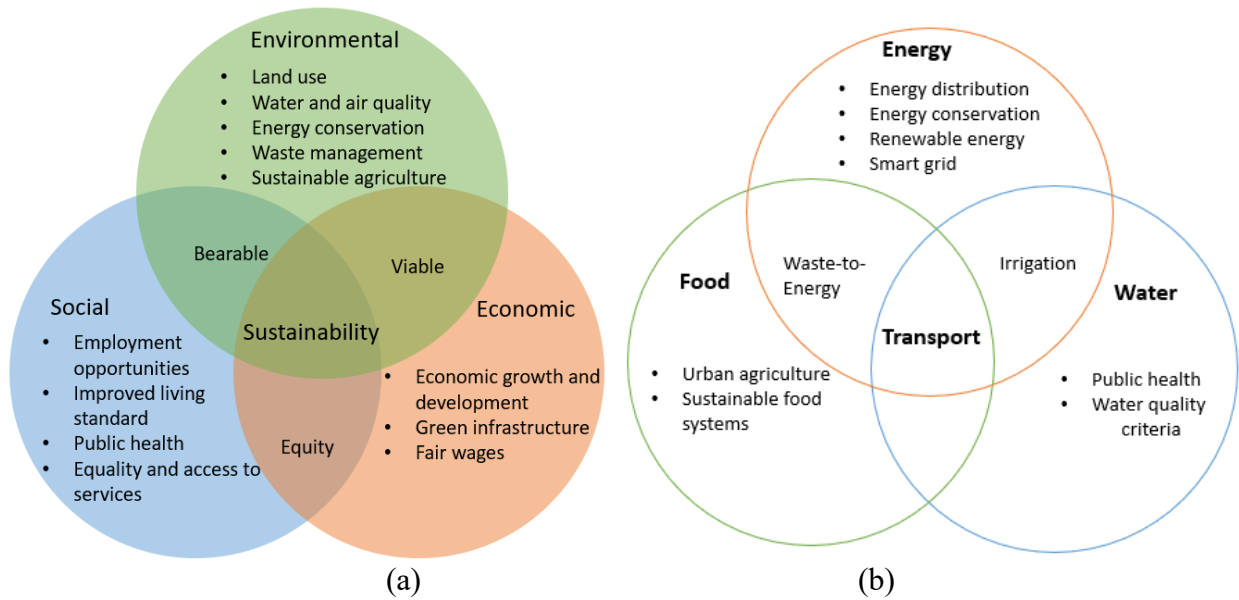 Environmental
• Land use
• Water and air quality
• Energy conservation
• Waste management
• Sustainable agriculture
Bearable
Viable
Social
• Employment
opportunities
• Improved living
standard
• Public health
• Equality and access to
services
Sustainability
Economic
• Economic growth and
development
• Green infrastructure
• Fair wages
Equity
(a)
Energy
• Energy distribution
• Energy conservation
• Renewable energy
• Smart grid
Waste-to-
Energy
Irrigation
Food
• Urban agriculture
• Sustainable food
systems
Transport
Water
• Public health
• Water quality
criteria
(b)